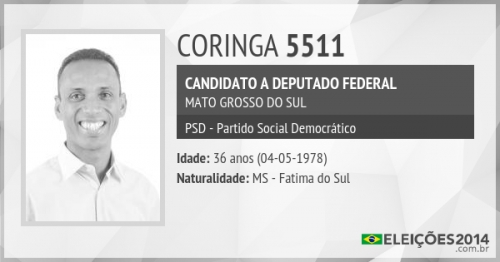 CORINGA 5511
CANDIDATO A DEPUTADO FEDERAL
MATO GROSSO DO SUL
PSD - Partido Social Democrático
Idade: 36 anos (04-05-1978)
Naturalidade: MS - Fatima do Sul
ELEIÇÕES2014
.com.br